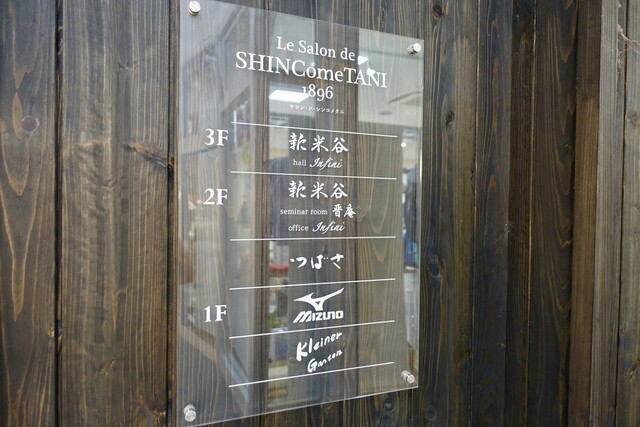 Le Salon de
SHINCômeTANI
1896
サロン・ド・シンコメタニ
3F
新米谷
hall Infini
2F
新米谷
seminar room 晋庵
office Infini
つばさ
1F
MIZUNO
Kleiner
Garten